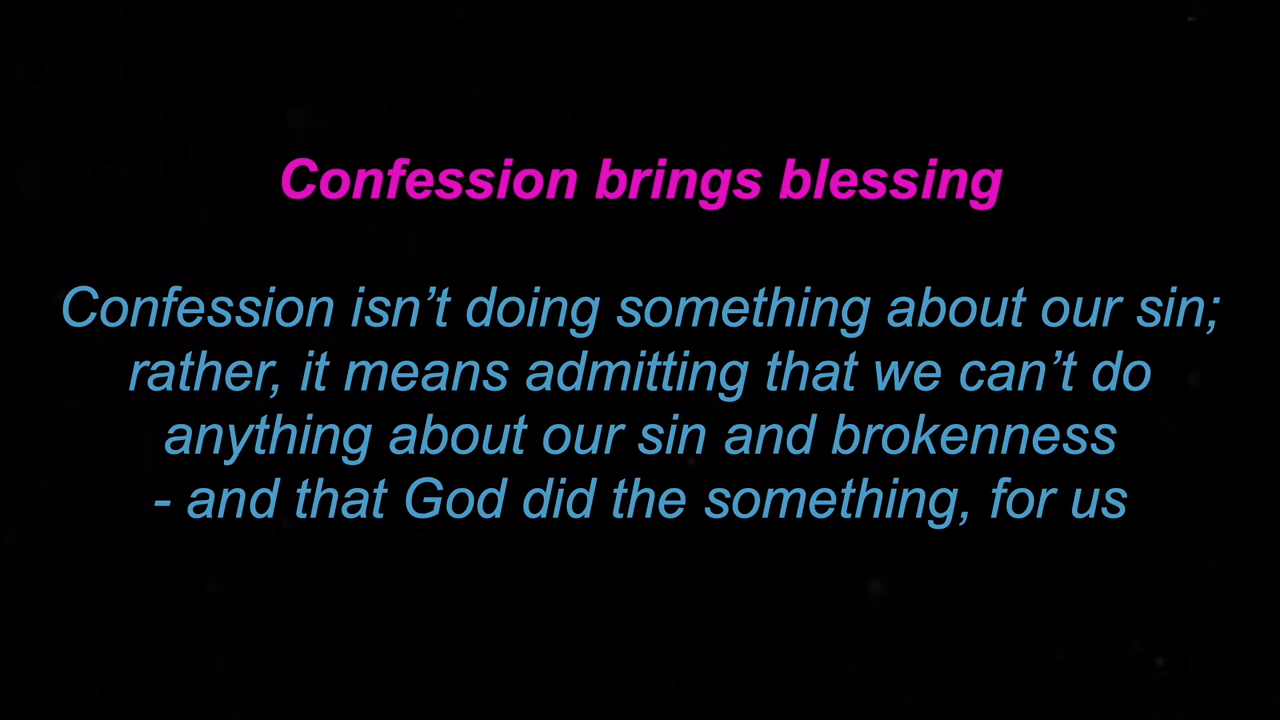 Confession brings blessing
Confession isn’t doing something about our sin;
rather, it means admitting that we can’t do
anything about our sin and brokenness
- and that God did the something, for us